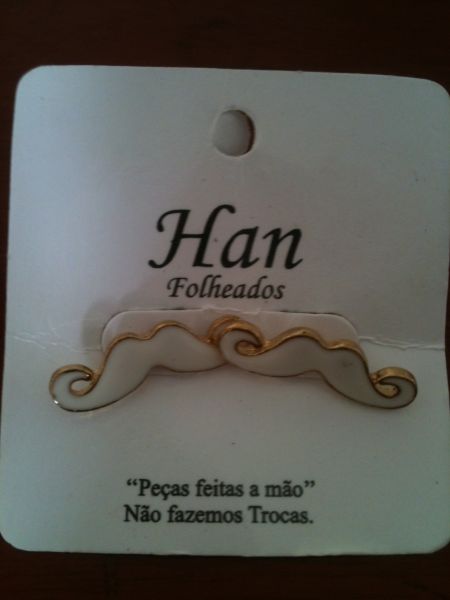 Han
Folheados
“Peças feitas a mão”
Não fazemos Trocas.